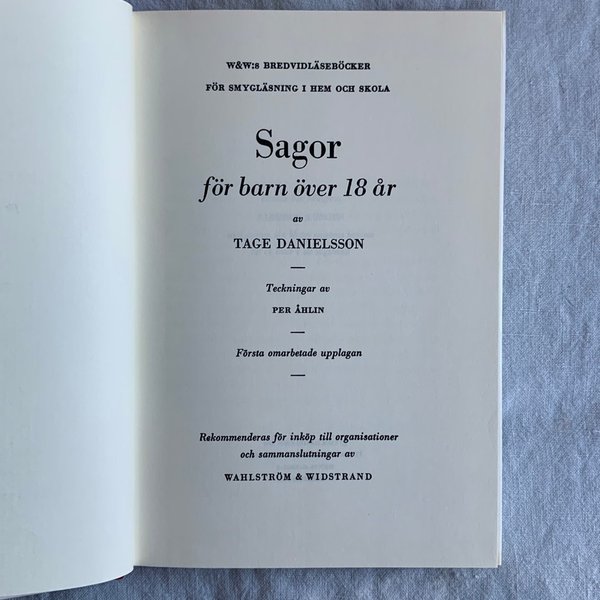 W&W:s BREDVIDLÄSEBÖCKER
FÖR SMYGLÄSNING I HEM OCH SKOLA
Sagor
för barn över 18 år
av
TAGE DANIELSSON
Teckningar av
PER ÅHLIN
Första omarbetade upplagan
Rekommenderas för inköp till organisationer
och sammanslutningar av
WAHLSTRÖM & WIDSTRAND